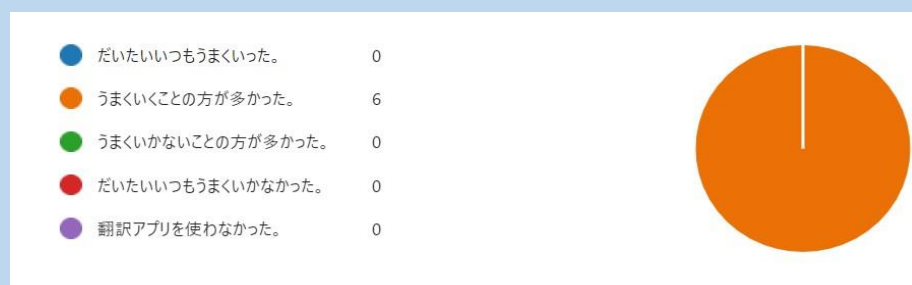 だいたいいつもうまくいった。 0
うまくいくことの方が多かった。 6
うまくいかないことの方が多かった。 0
だいたいいつもうまくいかなかった。 0
翻訳アプリを使わなかった。 0